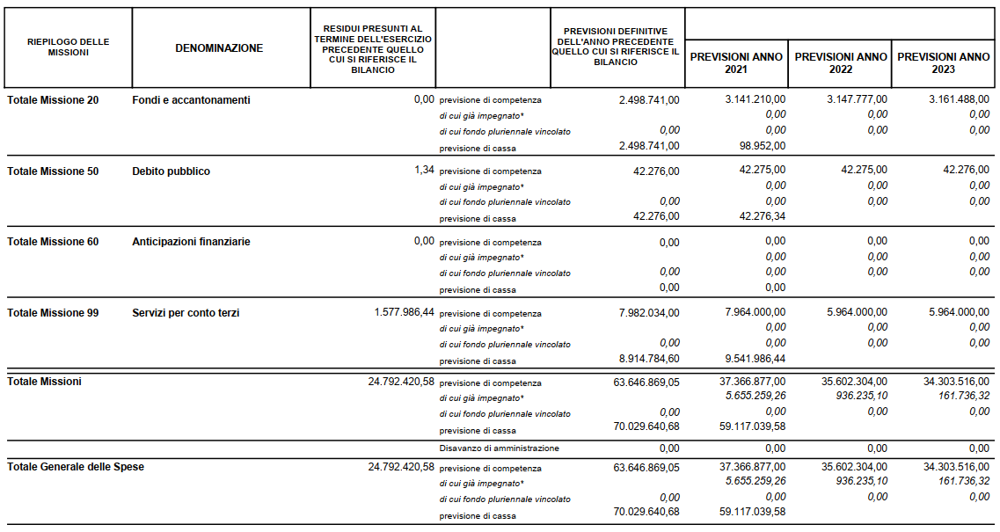 RIEPILOGO DELLE MISSIONI
DENOMINAZIONE
RESIDUI PRESUNTI AL TERMINE DELL'ESERCIZIO PRECEDENTE QUELLO CUI SI RIFERISCE IL BILANCIO
PREVISIONI DEFINITIVE DELL'ANNO PRECEDENTE QUELLO CUI SI RIFERISCE IL BILANCIO
PREVISIONI ANNO 2021
PREVISIONI ANNO 2022
PREVISIONI ANNO 2023
Totale Missione 20 Fondi e accantonamenti 0,00 previsione di competenza 2.498.741,00 3.141.210,00 3.147.777,00 3.161.488,00
di cui già impegnato* 0,00 0,00 0,00
di cui fondo pluriennale vincolato 0,00 0,00 0,00 0,00
previsione di cassa 2.498.741,00 98.952,00
Totale Missione 50 Debito pubblico 1,34 previsione di competenza 42.276,00 42.275,00 42.275,00 42.276,00
di cui già impegnato* 0,00 0,00 0,00
di cui fondo pluriennale vincolato 0,00 0,00 0,00 0,00
previsione di cassa 42.276,00 42.276,34
Totale Missione 60 Anticipazioni finanziarie 0,00 previsione di competenza 0,00 0,00 0,00 0,00
di cui già impegnato* 0,00 0,00 0,00
di cui fondo pluriennale vincolato 0,00 0,00 0,00 0,00
previsione di cassa 0,00 0,00
Totale Missione 99 Servizi per conto terzi 1.577.986,44 previsione di competenza 7.982.034,00 7.964.000,00 5.964.000,00 5.964.000,00
di cui già impegnato* 0,00 0,00 0,00
di cui fondo pluriennale vincolato 0,00 0,00 0,00 0,00
previsione di cassa 8.914.784,60 9.541.986,44
Totale Missioni 24.792.420,58 previsione di competenza 63.646.869,05 37.366.877,00 35.602.304,00 34.303.516,00
di cui già impegnato* 5.655.259,26 936.235,10 161.736,32
di cui fondo pluriennale vincolato 0,00 0,00 0,00 0,00
previsione di cassa 70.029.640,68 59.117.039,58
Disavanzo di amministrazione 0,00 0,00 0,00 0,00
Totale Generale delle Spese 24.792.420,58 previsione di competenza 63.646.869,05 37.366.877,00 35.602.304,00 34.303.516,00
di cui già impegnato* 5.655.259,26 936.235,10 161.736,32
di cui fondo pluriennale vincolato 0,00 0,00 0,00 0,00
previsione di cassa 70.029.640,68 59.117.039,58